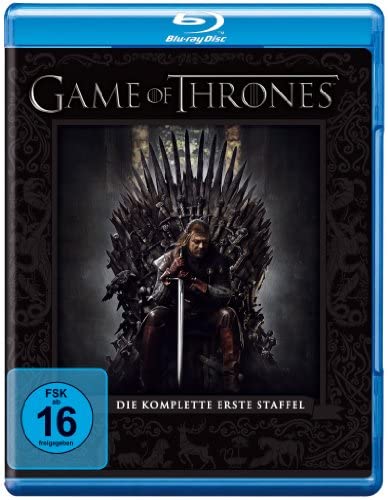 Blu-ray Disc
GAME OF THRONES
DIE KOMPLETTE ERSTE STAFFEL
FSK
ab
16
freigegeben